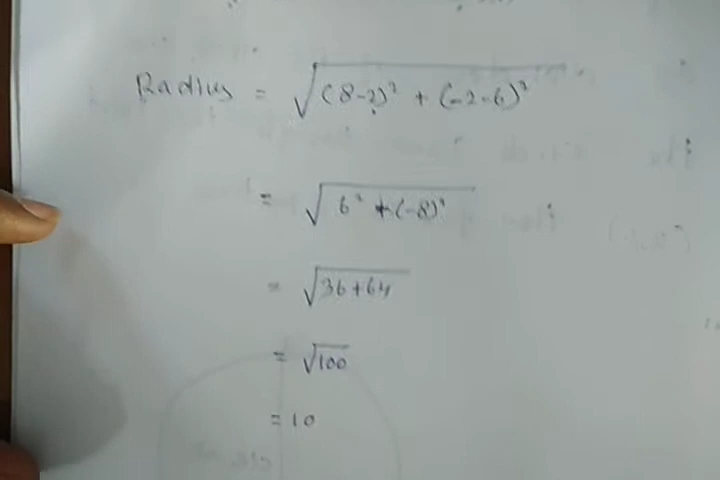 Radius = √(8-2)² + (-2-6)²
= √6² + (-8)²
= √36+64
= √100
= 10